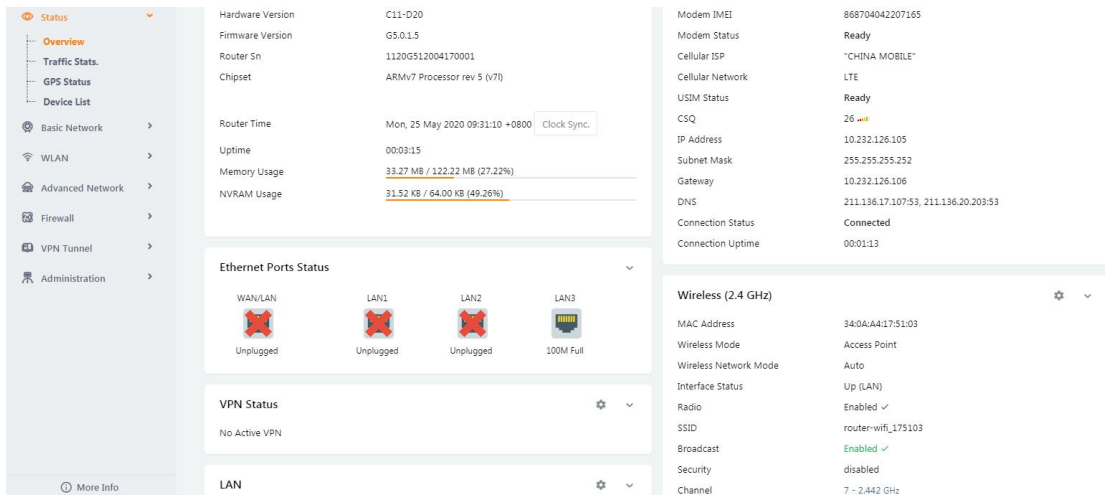 Status
Overview
Traffic Stats.
GPS Status
Device List
Basic Network
WLAN
Advanced Network
Firewall
VPN Tunnel
Administration
More Info
Hardware Version C11-D20
Firmware Version G5.0.1.5
Router Sn 1120G512004170001
Chipset ARMv7 Processor rev 5 (v7l)
Router Time Mon, 25 May 2020 09:31:10 +0800 Clock Sync.
Uptime 00:03:15
Memory Usage 33.27 MB / 122.22 MB (27.22%)
NVRAM Usage 31.52 KB / 64.00 KB (49.26%)
Ethernet Ports Status
WAN/LAN LAN1 LAN2 LAN3
Unplugged Unplugged Unplugged 100M Full
VPN Status
No Active VPN
LAN
Modem IMEI 868704042207165
Modem Status Ready
Cellular ISP "CHINA MOBILE"
Cellular Network LTE
USIM Status Ready
CSQ 26
IP Address 10.232.126.105
Subnet Mask 255.255.255.252
Gateway 10.232.126.106
DNS 211.136.17.107:53, 211.136.20.203:53
Connection Status Connected
Connection Uptime 00:01:13
Wireless (2.4 GHz)
MAC Address 34:0A:A4:17:51:03
Wireless Mode Access Point
Wireless Network Mode Auto
Interface Status Up (LAN)
Radio Enabled ✓
SSID router-wifi_175103
Broadcast Enabled ✓
Security disabled
Channel 7 - 2.442 GHz